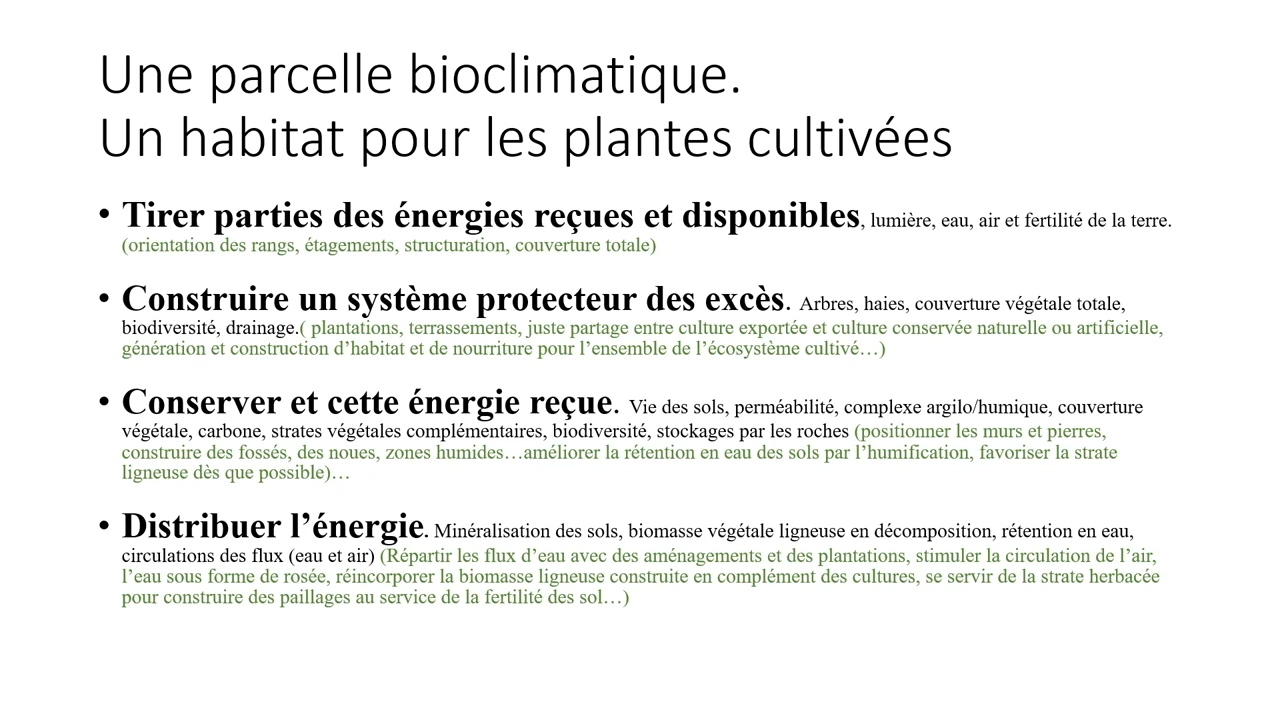 Une parcelle bioclimatique.
Un habitat pour les plantes cultivées
• Tirer parties des énergies reçues et disponibles, lumière, eau, air et fertilité de la terre.
(orientation des rangs, étagements, structuration, couverture totale)
• Construire un système protecteur des excès. Arbres, haies, couverture végétale totale,
biodiversité, drainage.( plantations, terrassements, juste partage entre culture exportée et culture conservée naturelle ou artificielle,
génération et construction d’habitat et de nourriture pour l’ensemble de l’écosystème cultivé…)
• Conserver et cette énergie reçue. Vie des sols, perméabilité, complexe argilo/humique, couverture
végétale, carbone, strates végétales complémentaires, biodiversité, stockages par les roches (positionner les murs et pierres,
construire des fossés, des noues, zones humides…améliorer la rétention en eau des sols par l’humification, favoriser la strate
ligneuse dès que possible)…
• Distribuer l’énergie. Minéralisation des sols, biomasse végétale ligneuse en décomposition, rétention en eau,
circulations des flux (eau et air) (Répartir les flux d’eau avec des aménagements et des plantations, stimuler la circulation de l’air,
l’eau sous forme de rosée, réincorporer la biomasse ligneuse construite en complément des cultures, se servir de la strate herbacée
pour construire des paillages au service de la fertilité des sol…)